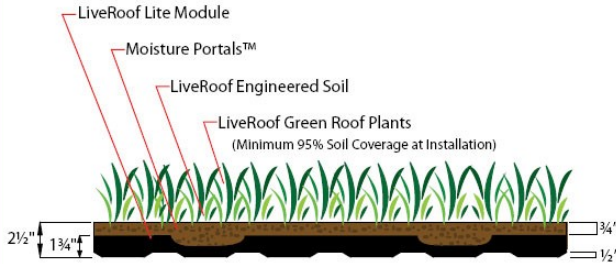 LiveRoof Lite Module
Moisture Portals™
LiveRoof Engineered Soil
LiveRoof Green Roof Plants
(Minimum 95% Soil Coverage at Installation)
2½"
1¾"
¾"
½"